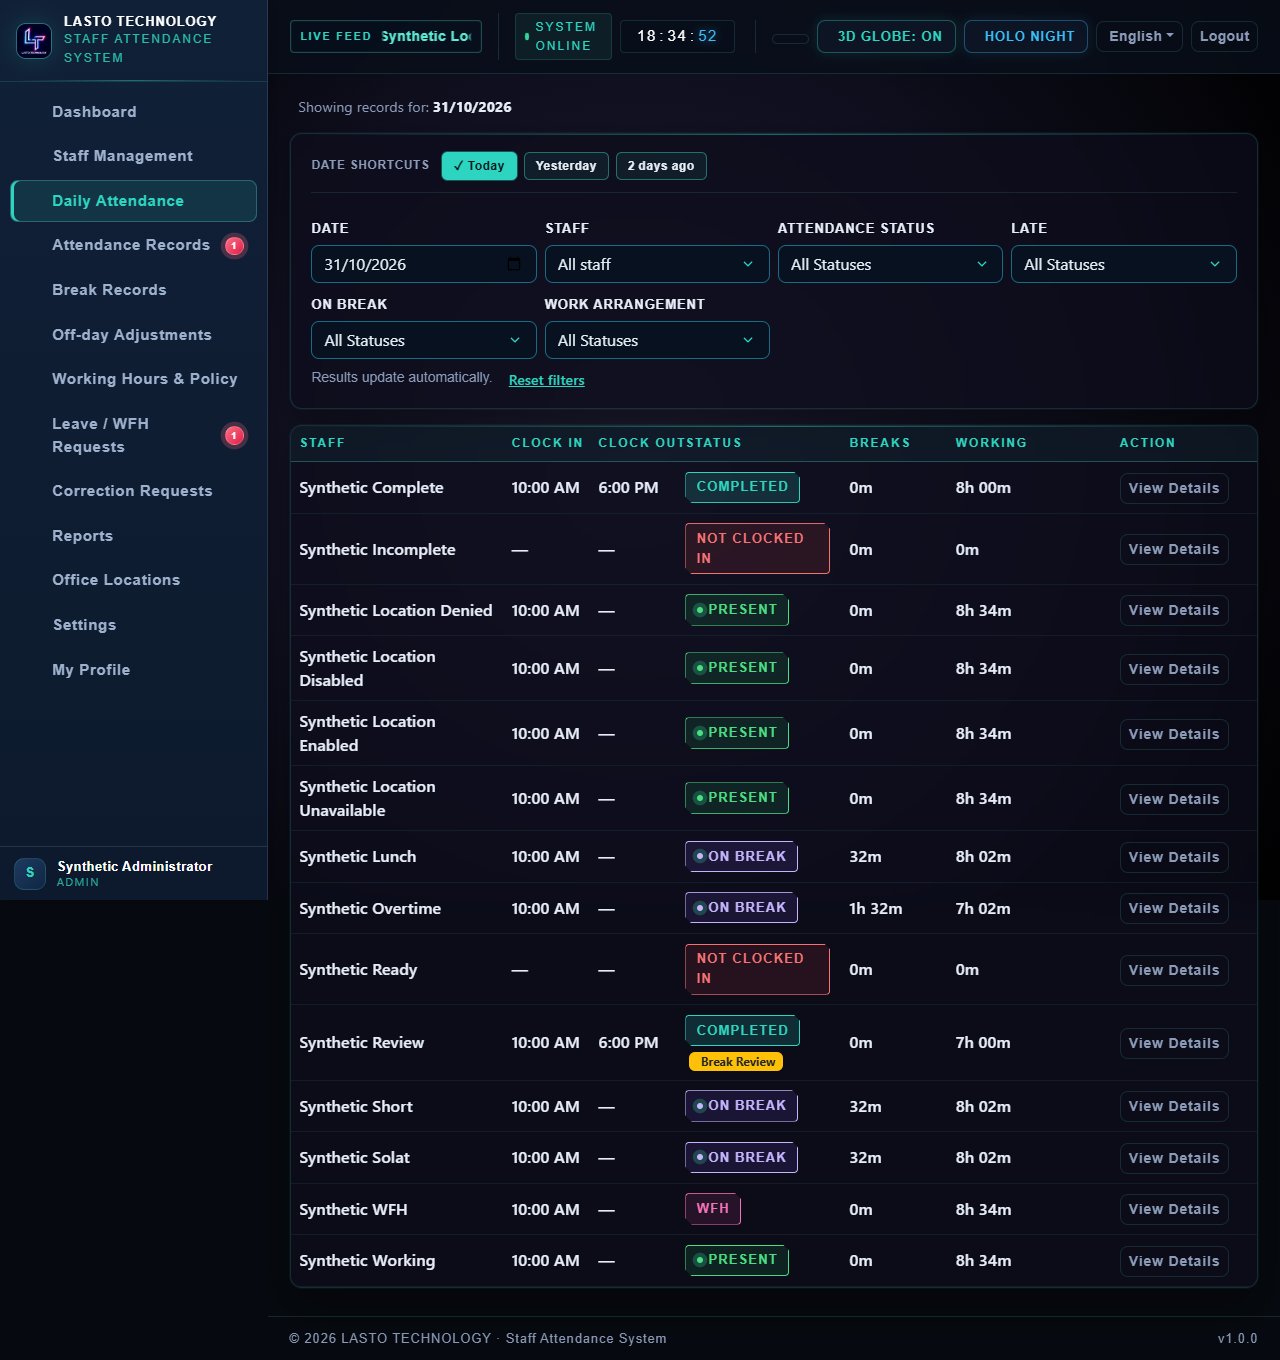 LASTO TECHNOLOGY
STAFF ATTENDANCE
SYSTEM
Dashboard
Staff Management
Daily Attendance
Attendance Records 1
Break Records
Off-day Adjustments
Working Hours & Policy
Leave / WFH
Requests 1
Correction Requests
Reports
Office Locations
Settings
My Profile
S Synthetic Administrator
ADMIN
LIVE FEED Synthetic Lo
SYSTEM
ONLINE
18:34:52
3D GLOBE: ON
HOLO NIGHT
English
Logout
Showing records for: 31/10/2026
DATE SHORTCUTS ✓ Today Yesterday 2 days ago
DATE STAFF ATTENDANCE STATUS LATE
31/10/2026 All staff All Statuses All Statuses
ON BREAK WORK ARRANGEMENT
All Statuses All Statuses
Results update automatically. Reset filters
STAFF CLOCK IN CLOCK OUT STATUS BREAKS WORKING ACTION
Synthetic Complete 10:00 AM 6:00 PM COMPLETED 0m 8h 00m View Details
Synthetic Incomplete — — NOT CLOCKED IN 0m 0m View Details
Synthetic Location Denied 10:00 AM — PRESENT 0m 8h 34m View Details
Synthetic Location Disabled 10:00 AM — PRESENT 0m 8h 34m View Details
Synthetic Location Enabled 10:00 AM — PRESENT 0m 8h 34m View Details
Synthetic Location Unavailable 10:00 AM — PRESENT 0m 8h 34m View Details
Synthetic Lunch 10:00 AM — ON BREAK 32m 8h 02m View Details
Synthetic Overtime 10:00 AM — ON BREAK 1h 32m 7h 02m View Details
Synthetic Ready — — NOT CLOCKED IN 0m 0m View Details
Synthetic Review 10:00 AM 6:00 PM COMPLETED Break Review 0m 7h 00m View Details
Synthetic Short 10:00 AM — ON BREAK 32m 8h 02m View Details
Synthetic Solat 10:00 AM — ON BREAK 32m 8h 02m View Details
Synthetic WFH 10:00 AM — WFH 0m 8h 34m View Details
Synthetic Working 10:00 AM — PRESENT 0m 8h 34m View Details
© 2026 LASTO TECHNOLOGY · Staff Attendance System
v1.0.0